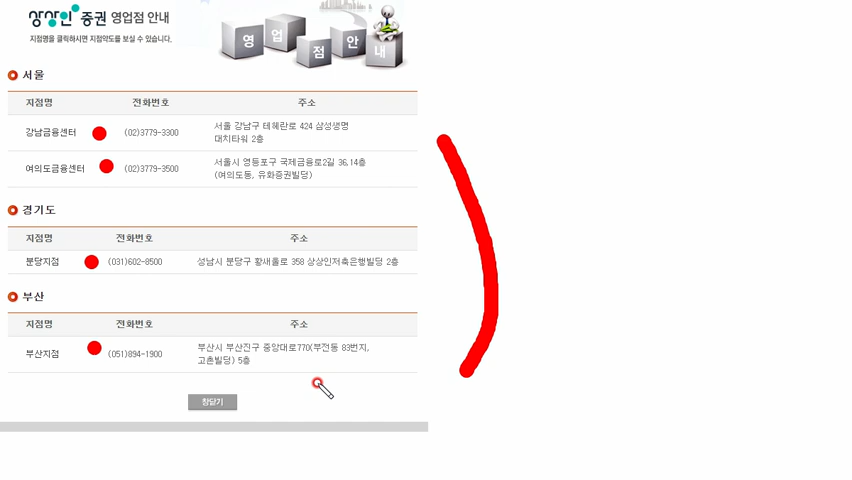 상상인 증권 영업점 안내
지점명을 클릭하시면 지점약도를 보실 수 있습니다.
영 업 점 안 내
서울
지점명 전화번호 주소
강남금융센터 (02)3779-3300 서울 강남구 테헤란로 424 삼성생명
대치타워 2층
여의도금융센터 (02)3779-3500 서울시 영등포구 국제금융로2길 36,14층
(여의도동, 유화증권빌딩)
경기도
지점명 전화번호 주소
분당지점 (031)602-8500 성남시 분당구 황새울로 358 상상인저축은행빌딩 2층
부산
지점명 전화번호 주소
부산지점 (051)894-1900 부산시 부산진구 중앙대로770(부전동 83번지,
고촌빌딩) 5층
창닫기